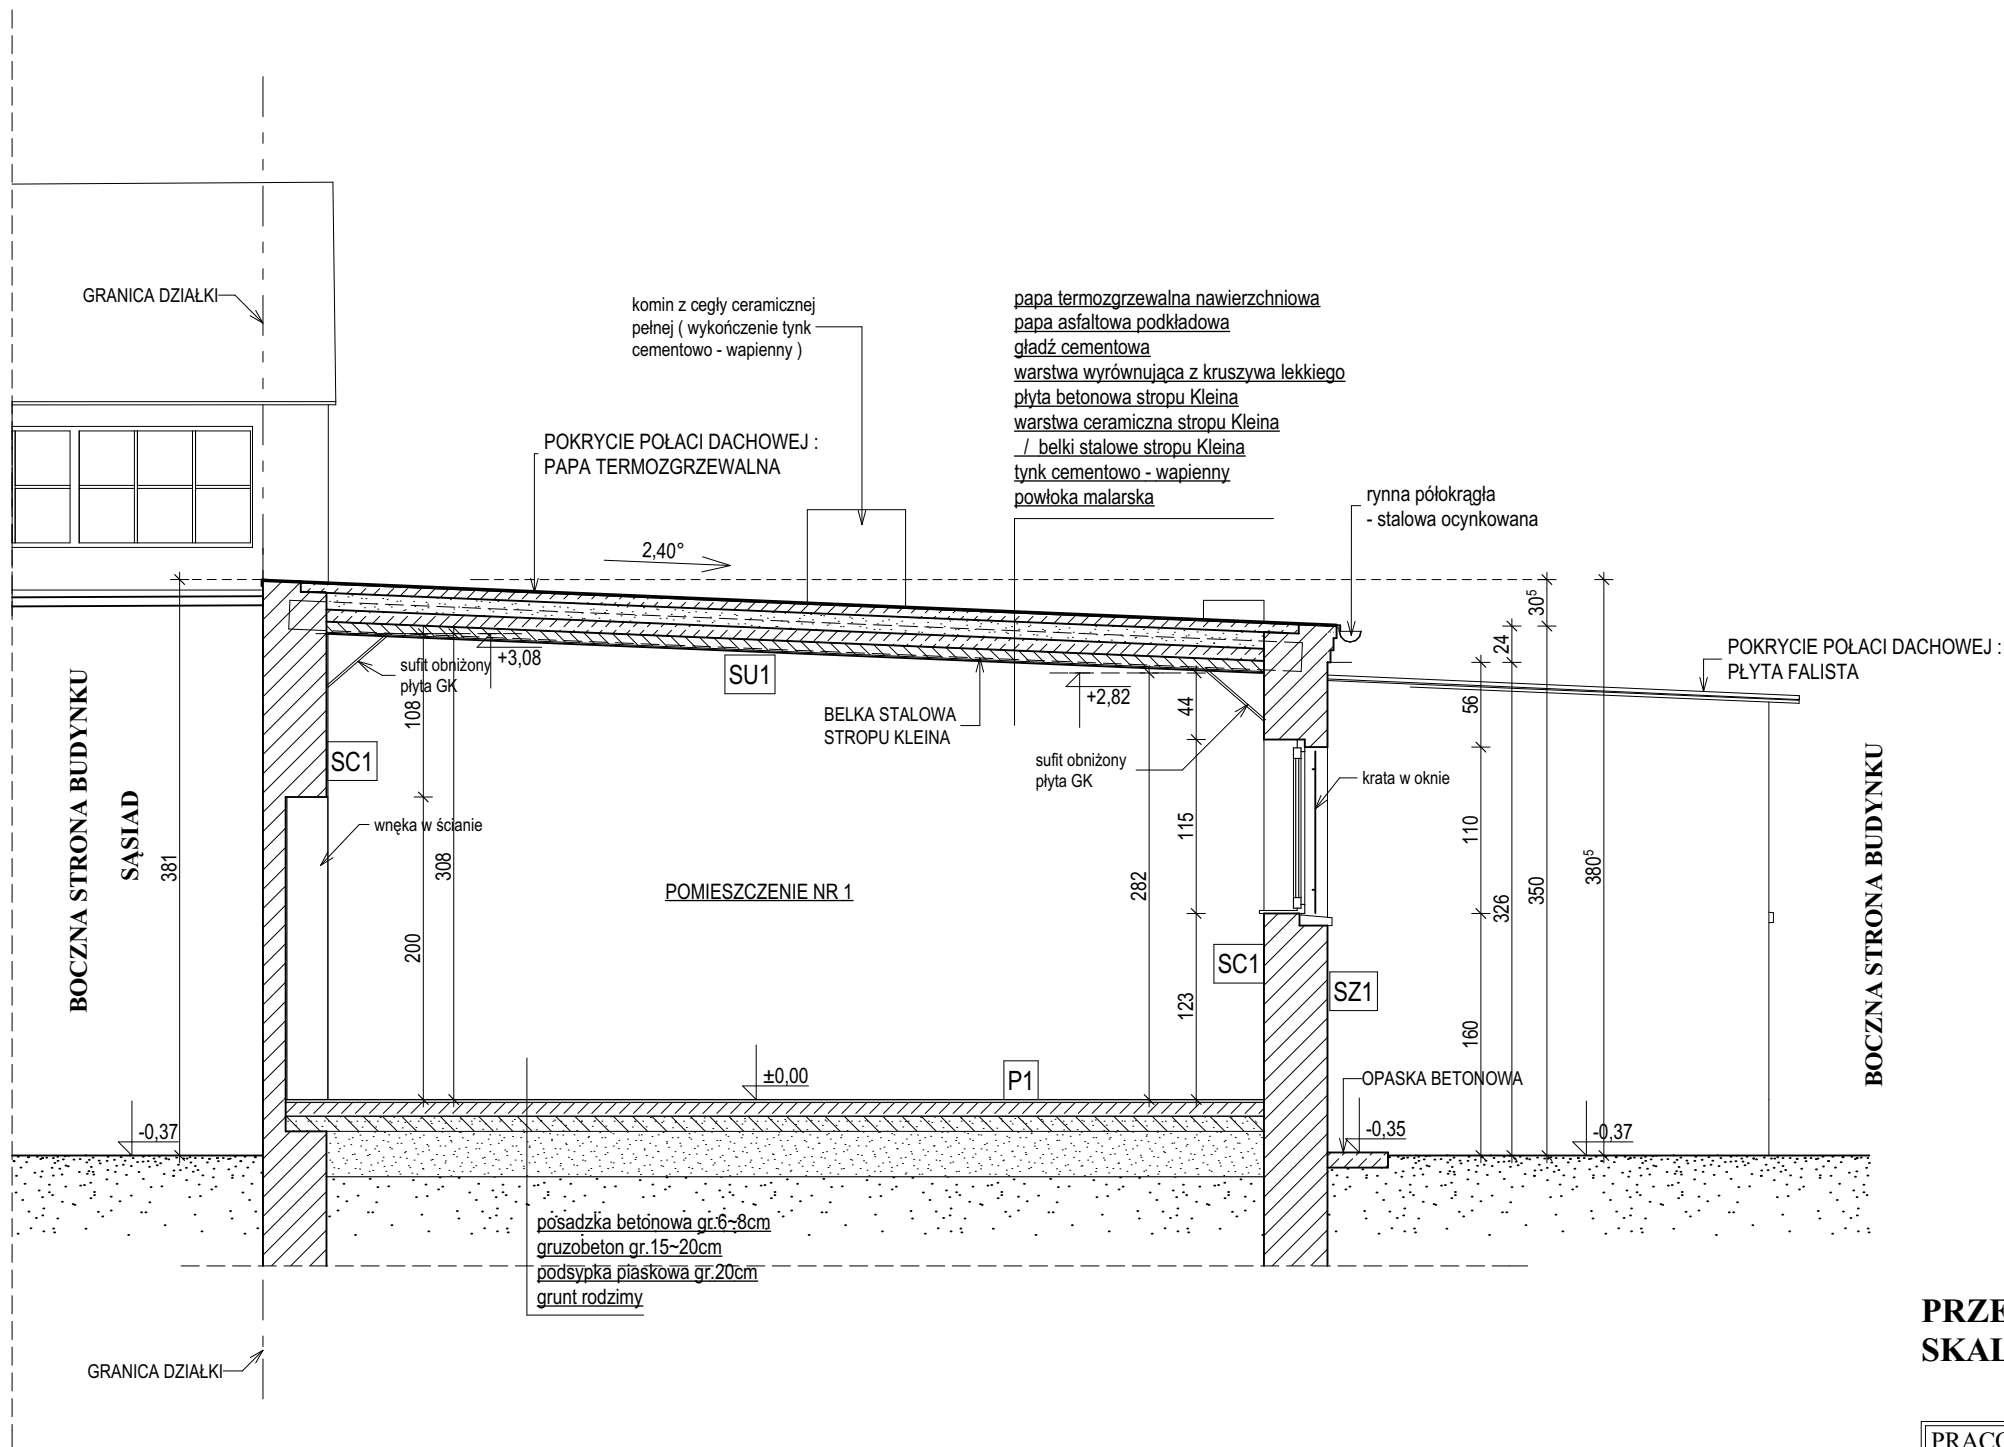 GRANICA DZIAŁKI
komin z cegły ceramicznej
pełnej ( wykończenie tynk
cementowo - wapienny )
papa termozgrzewalna nawierzchniowa
papa asfaltowa podkładowa
gładź cementowa
warstwa wyrównująca z kruszywa lekkiego
płyta betonowa stropu Kleina
warstwa ceramiczna stropu Kleina
/ belki stalowe stropu Kleina
tynk cementowo - wapienny
powłoka malarska
POKRYCIE POŁACI DACHOWEJ :
PAPA TERMOZGRZEWALNA
rynna półokrągła
- stalowa ocynkowana
2,40°
30⁵
24
POKRYCIE POŁACI DACHOWEJ :
PŁYTA FALISTA
sufit obniżony
płyta GK
+3,08
SU1
+2,82
BELKA STALOWA
STROPU KLEINA
108
44
56
SC1
sufit obniżony
płyta GK
krata w oknie
wnęka w ścianie
BOCZNA STRONA BUDYNKU
SĄSIAD
381
308
200
POMIESZCZENIE NR 1
282
115
123
110
326
350
380⁵
160
BOCZNA STRONA BUDYNKU
SC1
SZ1
±0,00
P1
OPASKA BETONOWA
-0,37
-0,35
-0,37
posadzka betonowa gr.6~8cm
gruzobeton gr.15~20cm
podsypka piaskowa gr.20cm
grunt rodzimy
GRANICA DZIAŁKI
PRZE
SKAL
PRACO